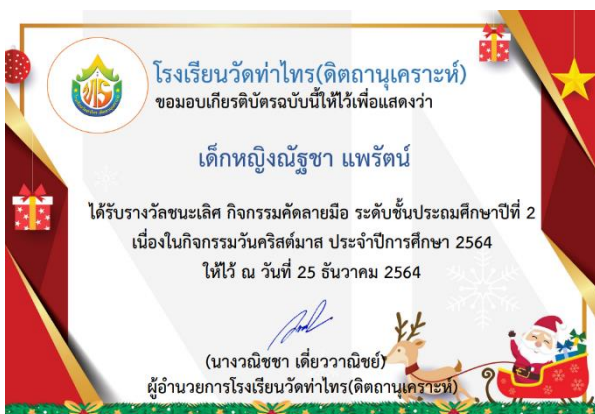 โรงเรียนวัดท่าไทร(ดิตถานุเคราะห์)
ขอมอบเกียรติบัตรฉบับนี้ให้ไว้เพื่อแสดงว่า
เด็กหญิงณัฐชา แพรัตน์
ได้รับรางวัลชนะเลิศ กิจกรรมคัดลายมือ ระดับชั้นประถมศึกษาปีที่ 2
เนื่องในกิจกรรมวันคริสต์มาส ประจำปีการศึกษา 2564
ให้ไว้ ณ วันที่ 25 ธันวาคม 2564
(นางวณิชชา เดี่ยววาณิชย์)
ผู้อำนวยการโรงเรียนวัดท่าไทร(ดิตถานุเคราะห์)